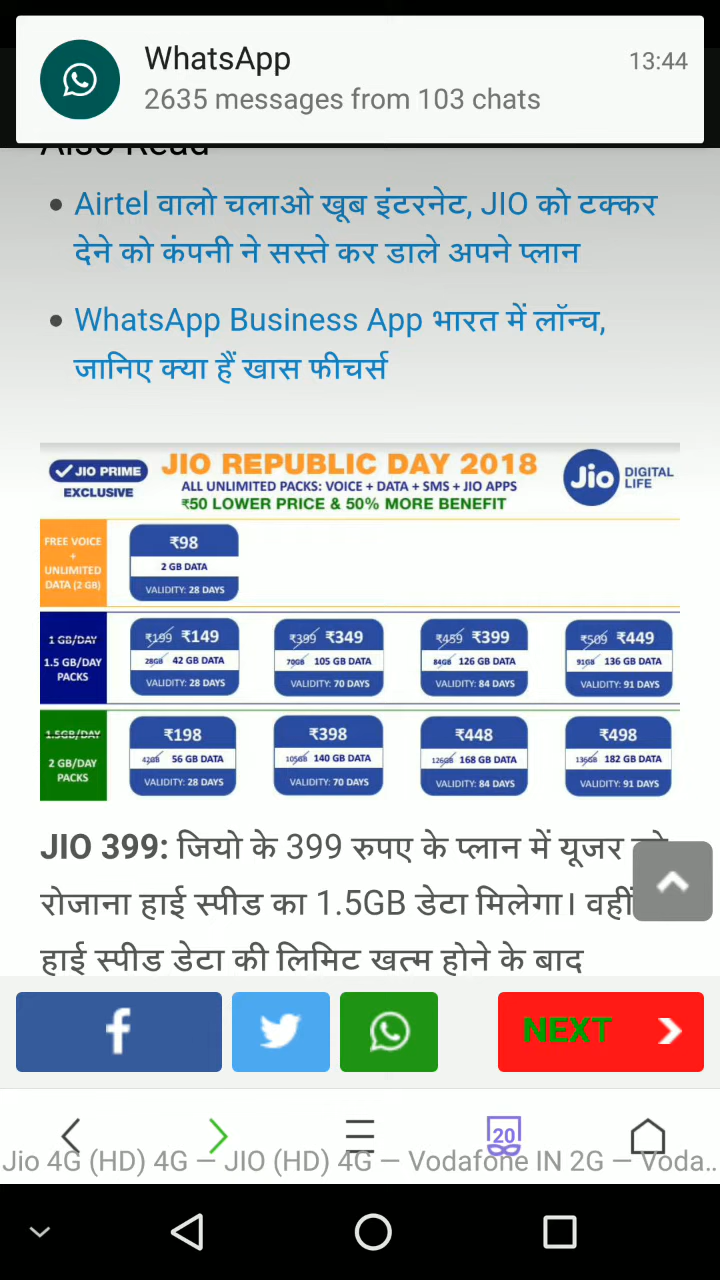 WhatsApp
13:44
2635 messages from 103 chats
Also Read
Airtel वालो चलाओ खूब इंटरनेट, JIO को टक्कर
देने को कंपनी ने सस्ते कर डाले अपने प्लान
WhatsApp Business App भारत में लॉन्च,
जानिए क्या हैं खास फीचर्स
JIO PRIME
EXCLUSIVE
JIO REPUBLIC DAY 2018
ALL UNLIMITED PACKS: VOICE + DATA + SMS + JIO APPS
₹50 LOWER PRICE & 50% MORE BENEFIT
Jio
DIGITAL
LIFE
FREE VOICE
+
UNLIMITED
DATA (2 GB)
₹98
2 GB DATA
VALIDITY: 28 DAYS
1 GB/DAY
1.5 GB/DAY
PACKS
₹199 ₹149
28GB 42 GB DATA
VALIDITY: 28 DAYS
₹399 ₹349
70GB 105 GB DATA
VALIDITY: 70 DAYS
₹459 ₹399
84GB 126 GB DATA
VALIDITY: 84 DAYS
₹509 ₹449
91GB 136 GB DATA
VALIDITY: 91 DAYS
1.5GB/DAY
2 GB/DAY
PACKS
₹198
42GB 56 GB DATA
VALIDITY: 28 DAYS
₹398
105GB 140 GB DATA
VALIDITY: 70 DAYS
₹448
126GB 168 GB DATA
VALIDITY: 84 DAYS
₹498
136GB 182 GB DATA
VALIDITY: 91 DAYS
JIO 399: जियो के 399 रुपए के प्लान में यूजर
रोजाना हाई स्पीड का 1.5GB डेटा मिलेगा। वहीं
हाई स्पीड डेटा की लिमिट खत्म होने के बाद
f
NEXT
20
Jio 4G (HD) 4G — JIO (HD) 4G — Vodafone IN 2G — Voda..